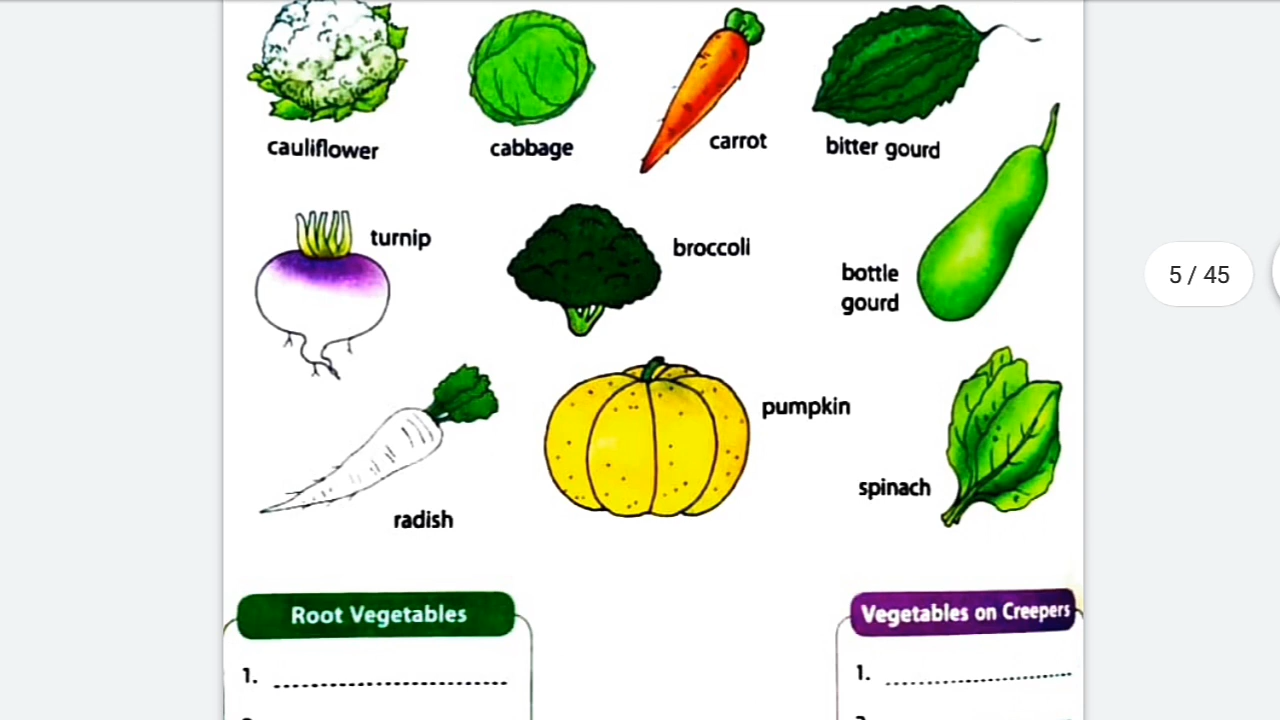 cauliflower
cabbage
carrot
bitter gourd
turnip
broccoli
bottle
gourd
5 / 45
pumpkin
spinach
radish
Root Vegetables
Vegetables on Creepers
1.
1.